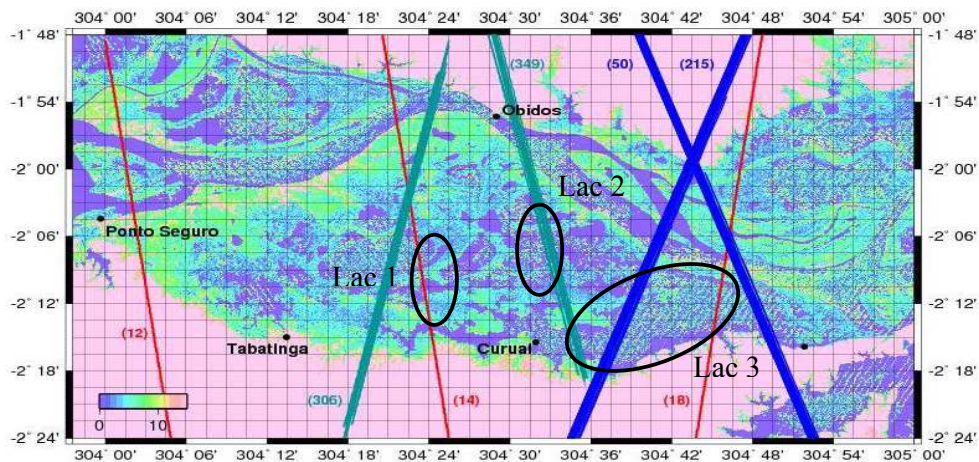 304° 00' 304° 06' 304° 12' 304° 18' 304° 24' 304° 30' 304° 36' 304° 42' 304° 48' 304° 54' 305° 00'
-1° 48' -1° 48'
(349) (50) (215)
-1° 54' -1° 54'
Obidos
-2° 00' -2° 00'
Lac 2
-2° 06' Ponto Seguro -2° 06'
Lac 1
-2° 12' -2° 12'
(12)
Tabatinga Curuai
Lac 3
-2° 18' -2° 18'
(306) (14) (18)
0 10
-2° 24' -2° 24'
304° 00' 304° 06' 304° 12' 304° 18' 304° 24' 304° 30' 304° 36' 304° 42' 304° 48' 304° 54' 305° 00'